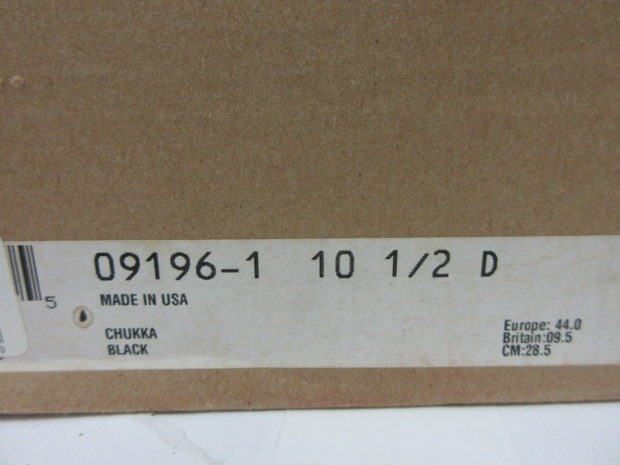 09196-1 10 1/2 D
5
MADE IN USA
CHUKKA
BLACK
Europe: 44.0
Britain:09.5
CM:28.5